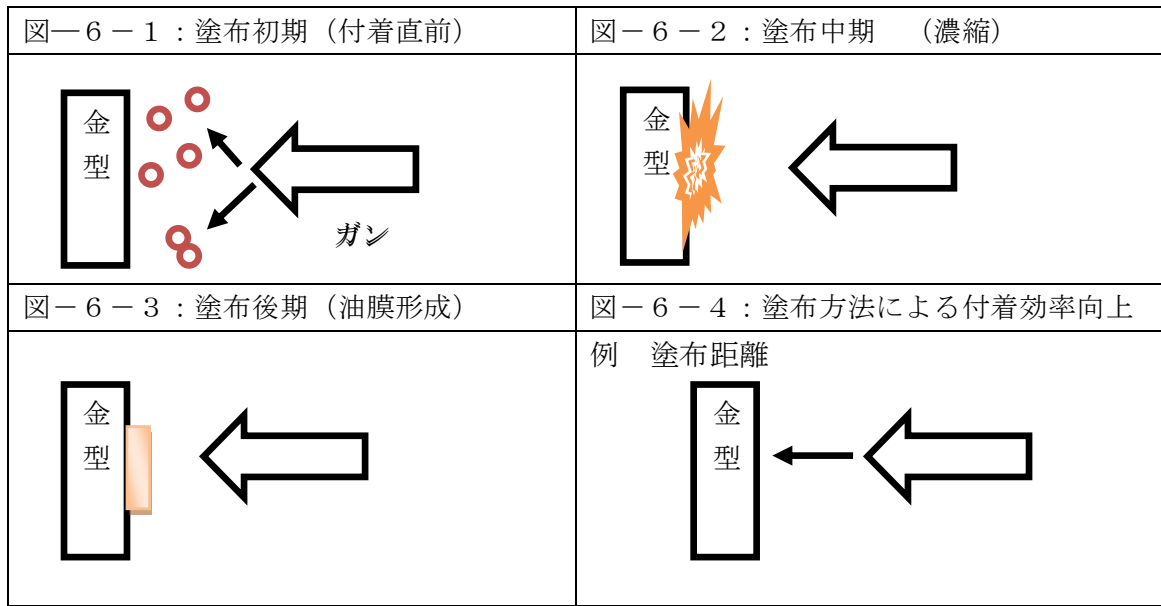 図―６－１：塗布初期（付着直前）
金
型
ガン
図－６－２：塗布中期　（濃縮）
金
型
図－６－３：塗布後期（油膜形成）
金
型
図－６－４：塗布方法による付着効率向上
例　塗布距離
金
型